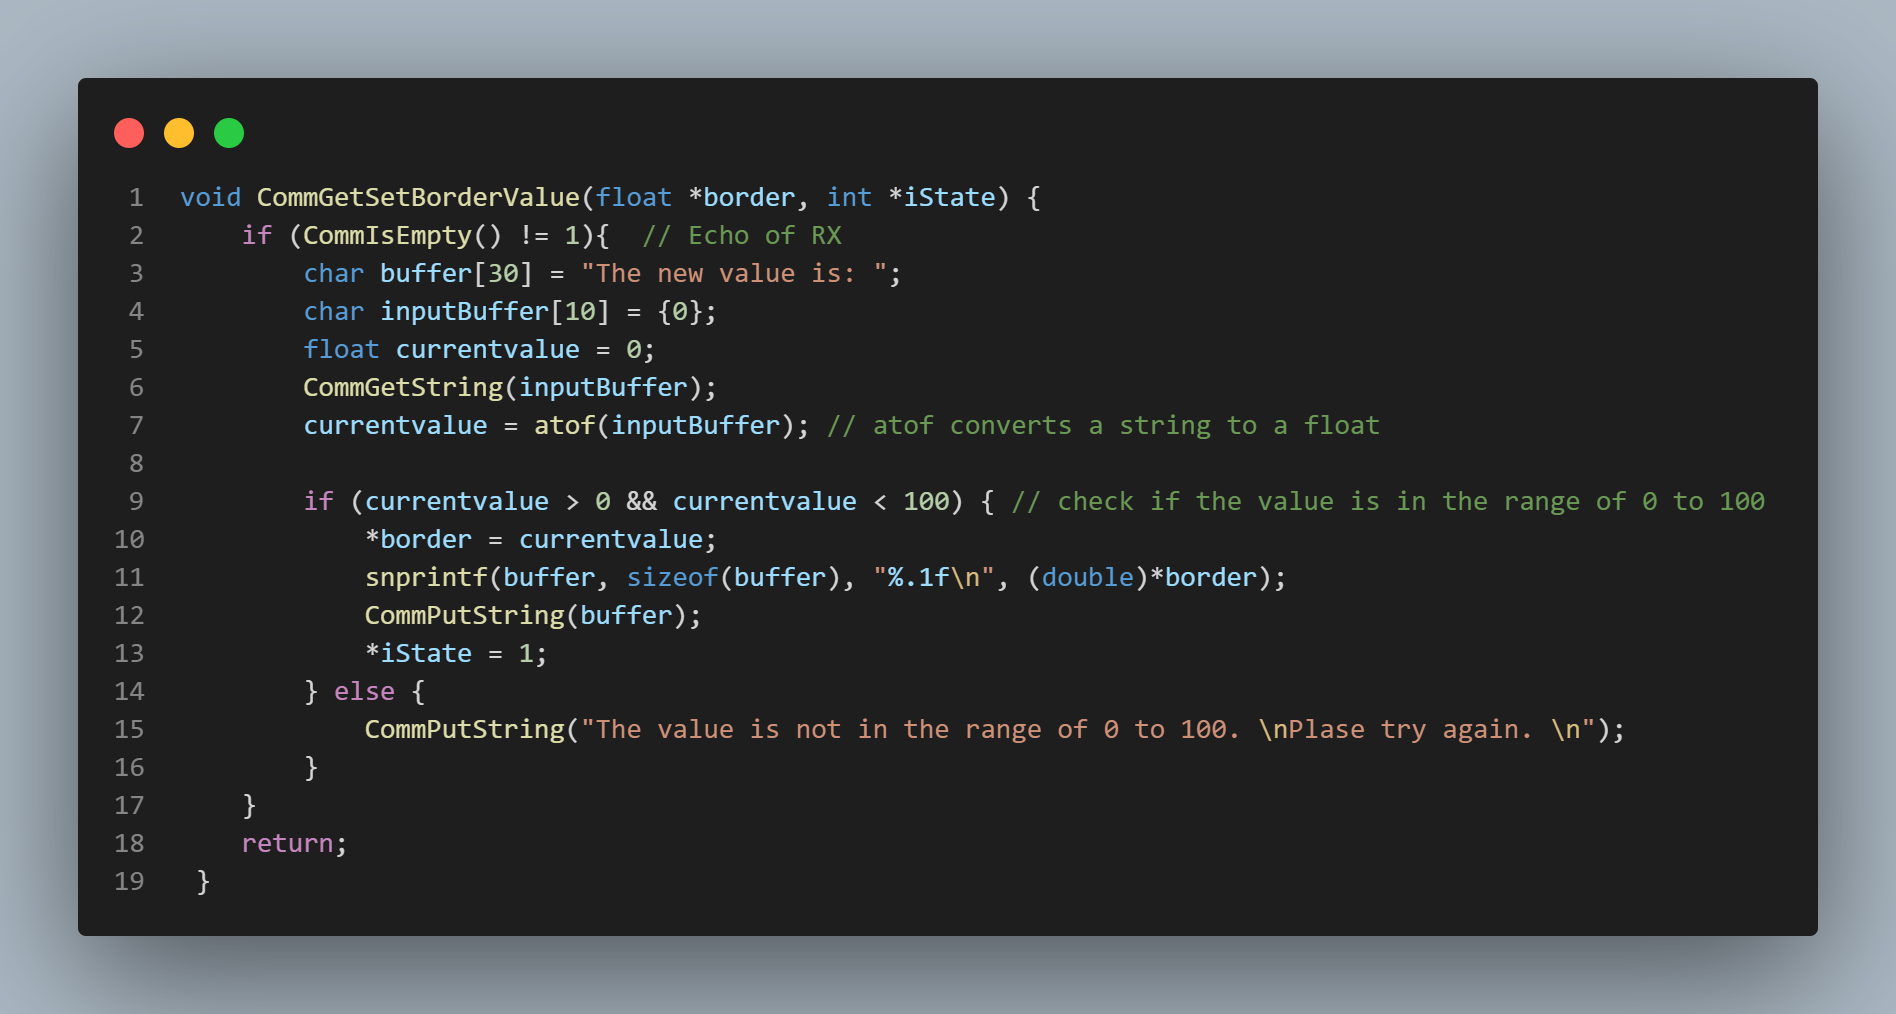 1 void CommGetSetBorderValue(float *border, int *iState) {
2     if (CommIsEmpty() != 1){  // Echo of RX
3         char buffer[30] = "The new value is: ";
4         char inputBuffer[10] = {0};
5         float currentvalue = 0;
6         CommGetString(inputBuffer);
7         currentvalue = atof(inputBuffer); // atof converts a string to a float
8
9         if (currentvalue > 0 && currentvalue < 100) { // check if the value is in the range of 0 to 100
10             *border = currentvalue;
11             snprintf(buffer, sizeof(buffer), "%.1f\n", (double)*border);
12             CommPutString(buffer);
13             *iState = 1;
14         } else {
15             CommPutString("The value is not in the range of 0 to 100. \nPlase try again. \n");
16         }
17     }
18     return;
19  }